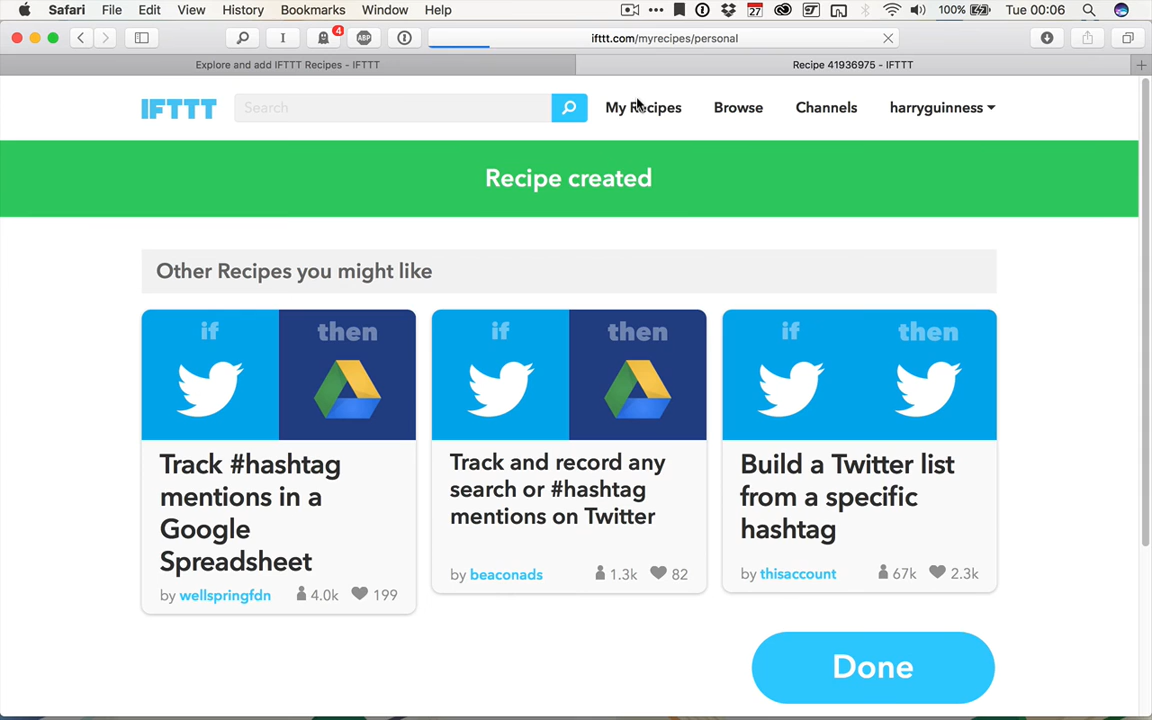 Safari File Edit View History Bookmarks Window Help 27 100% Tue 00:06
4 ABP ifttt.com/myrecipes/personal
Explore and add IFTTT Recipes - IFTTT Recipe 41936975 - IFTTT
IFTTT Search My Recipes Browse Channels harryguinness
Recipe created
Other Recipes you might like
if then
Track #hashtag
mentions in a
Google
Spreadsheet
by wellspringfdn 4.0k 199
if then
Track and record any
search or #hashtag
mentions on Twitter
by beaconads 1.3k 82
if then
Build a Twitter list
from a specific
hashtag
by thisaccount 67k 2.3k
Done